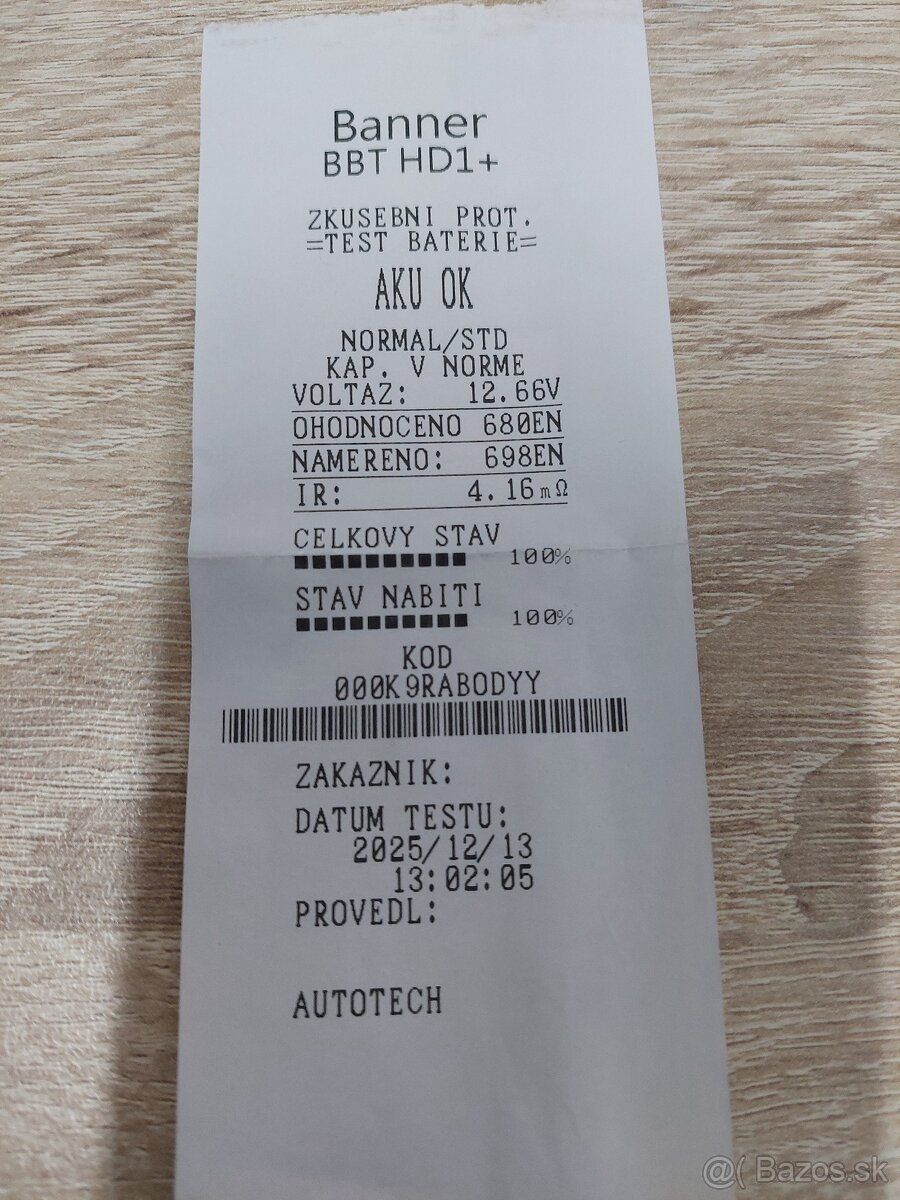 Banner
BBT HD1+
ZKUSEBNI PROT.
=TEST BATERIE=
AKU OK
NORMAL/STD
KAP. V NORME
VOLTAZ: 12.66V
OHODNOCENO 680EN
NAMERENO: 698EN
IR: 4.16mΩ
CELKOVY STAV
100%
STAV NABITI
100%
KOD
000K9RABODYY
ZAKAZNIK:
DATUM TESTU:
2025/12/13
13:02:05
PROVEDL:
AUTOTECH
@( Bazos.sk